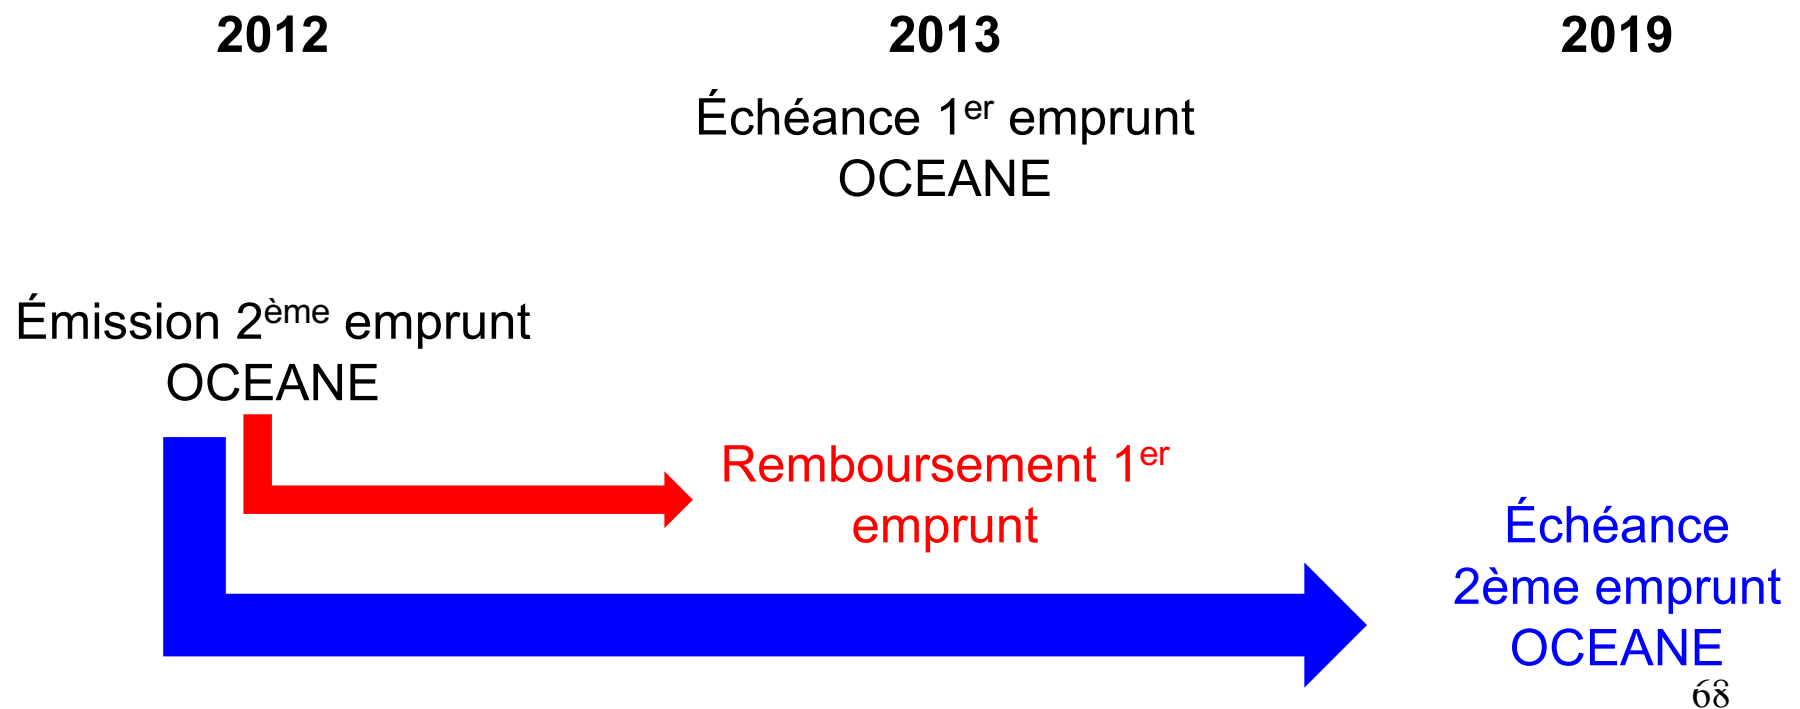 2012 2013 2019
Échéance 1er emprunt
OCEANE
Émission 2ème emprunt
OCEANE
Remboursement 1er
emprunt
Échéance
2ème emprunt
OCEANE
68